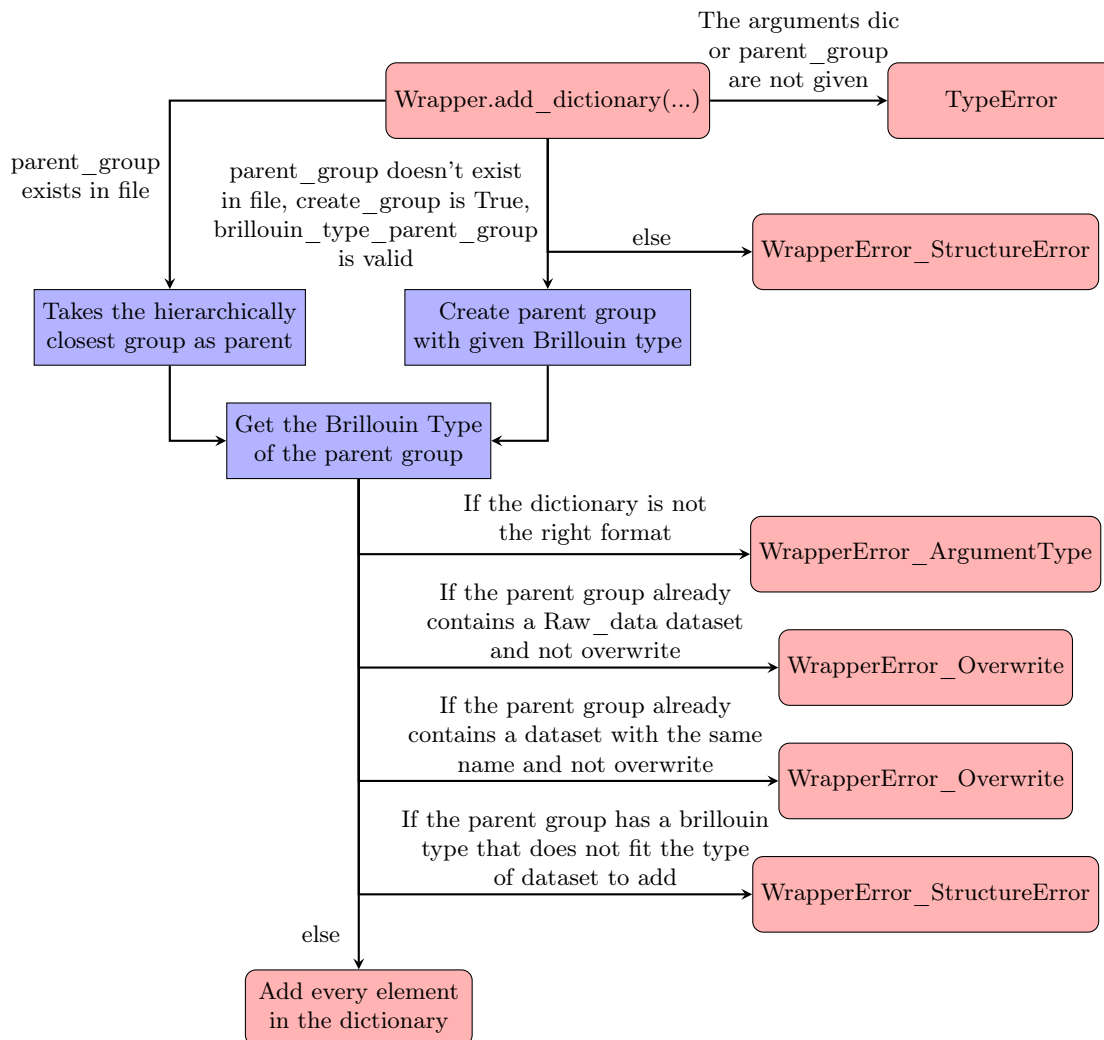 The arguments dic
or parent_group
are not given
Wrapper.add_dictionary(...)
TypeError
parent_group
exists in file
parent_group doesn't exist
in file, create_group is True,
brillouin_type_parent_group
is valid
else
WrapperError_StructureError
Takes the hierarchically
closest group as parent
Create parent group
with given Brillouin type
Get the Brillouin Type
of the parent group
If the dictionary is not
the right format
WrapperError_ArgumentType
If the parent group already
contains a Raw_data dataset
and not overwrite
WrapperError_Overwrite
If the parent group already
contains a dataset with the same
name and not overwrite
WrapperError_Overwrite
If the parent group has a brillouin
type that does not fit the type
of dataset to add
WrapperError_StructureError
else
Add every element
in the dictionary